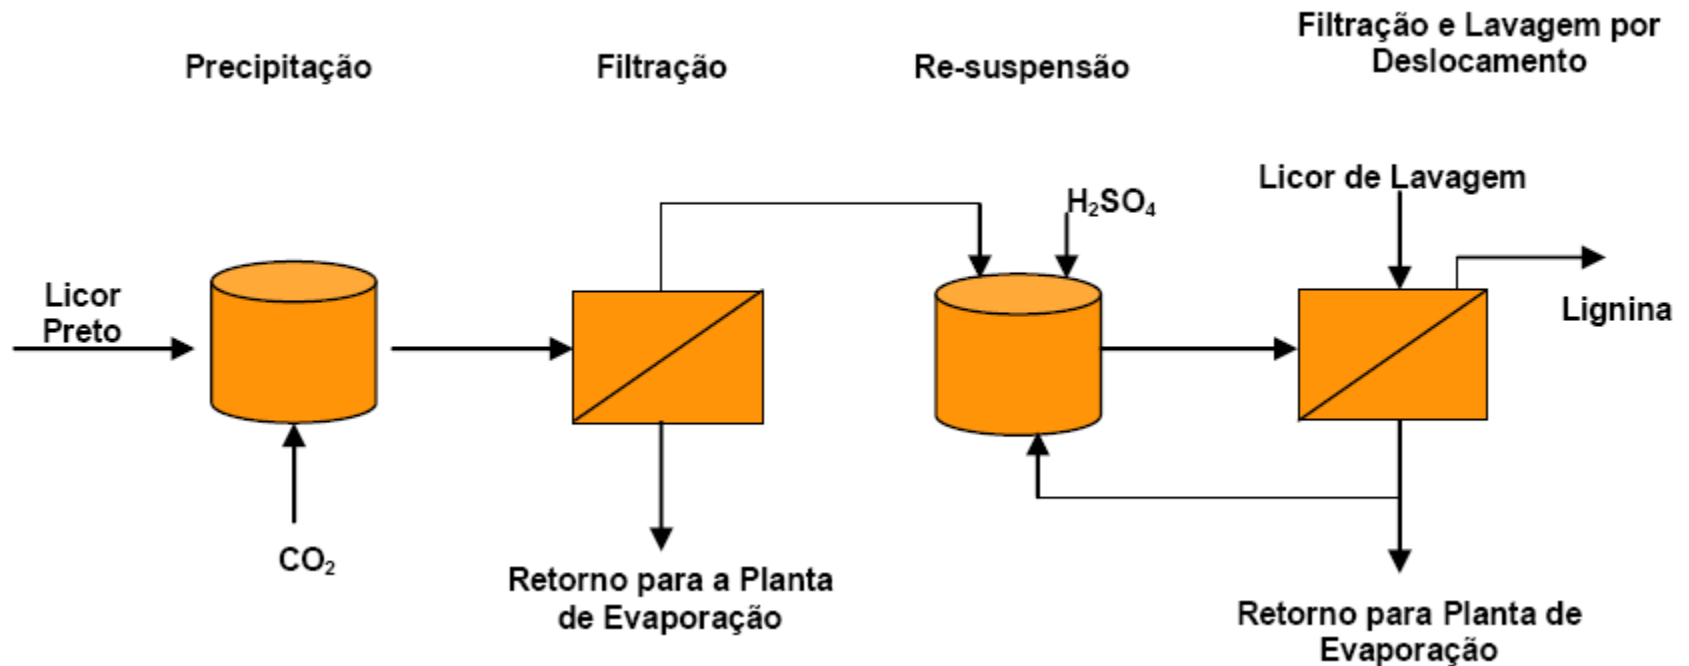 Precipitação
Filtração
Re-suspensão
Filtração e Lavagem por
Deslocamento
Licor de Lavagem
H₂SO₄
Licor
Preto
Lignina
CO₂
Retorno para a Planta
de Evaporação
Retorno para Planta de
Evaporação